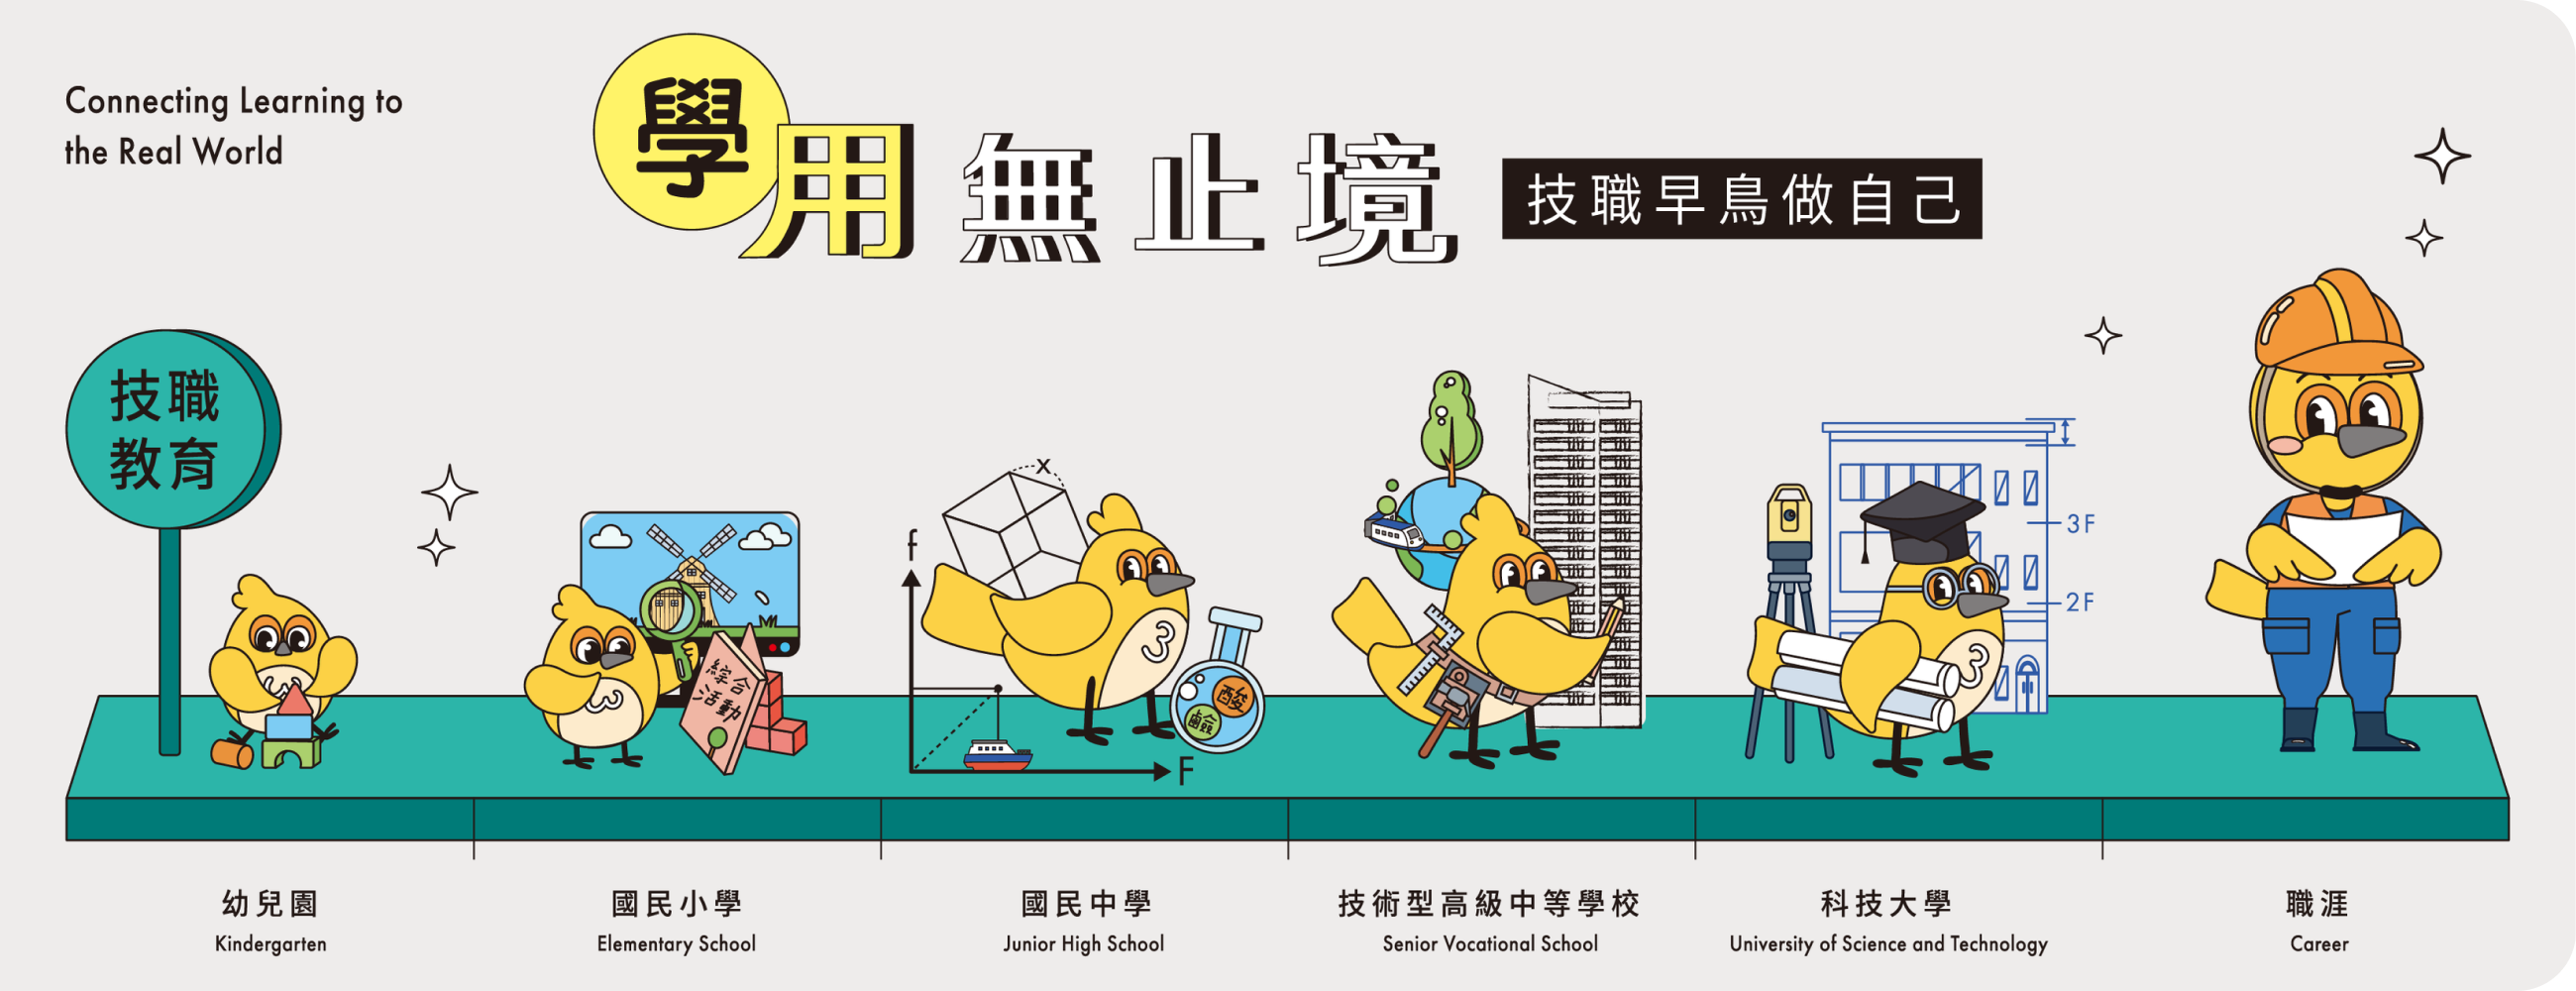 Connecting Learning to
the Real World
學用無止境
技職早鳥做自己
技職
教育
綜合
活動
x
f
F
3
酸
鹼
3F
2F
3
幼兒園
Kindergarten
國民小學
Elementary School
國民中學
Junior High School
技術型高級中等學校
Senior Vocational School
科技大學
University of Science and Technology
職涯
Career